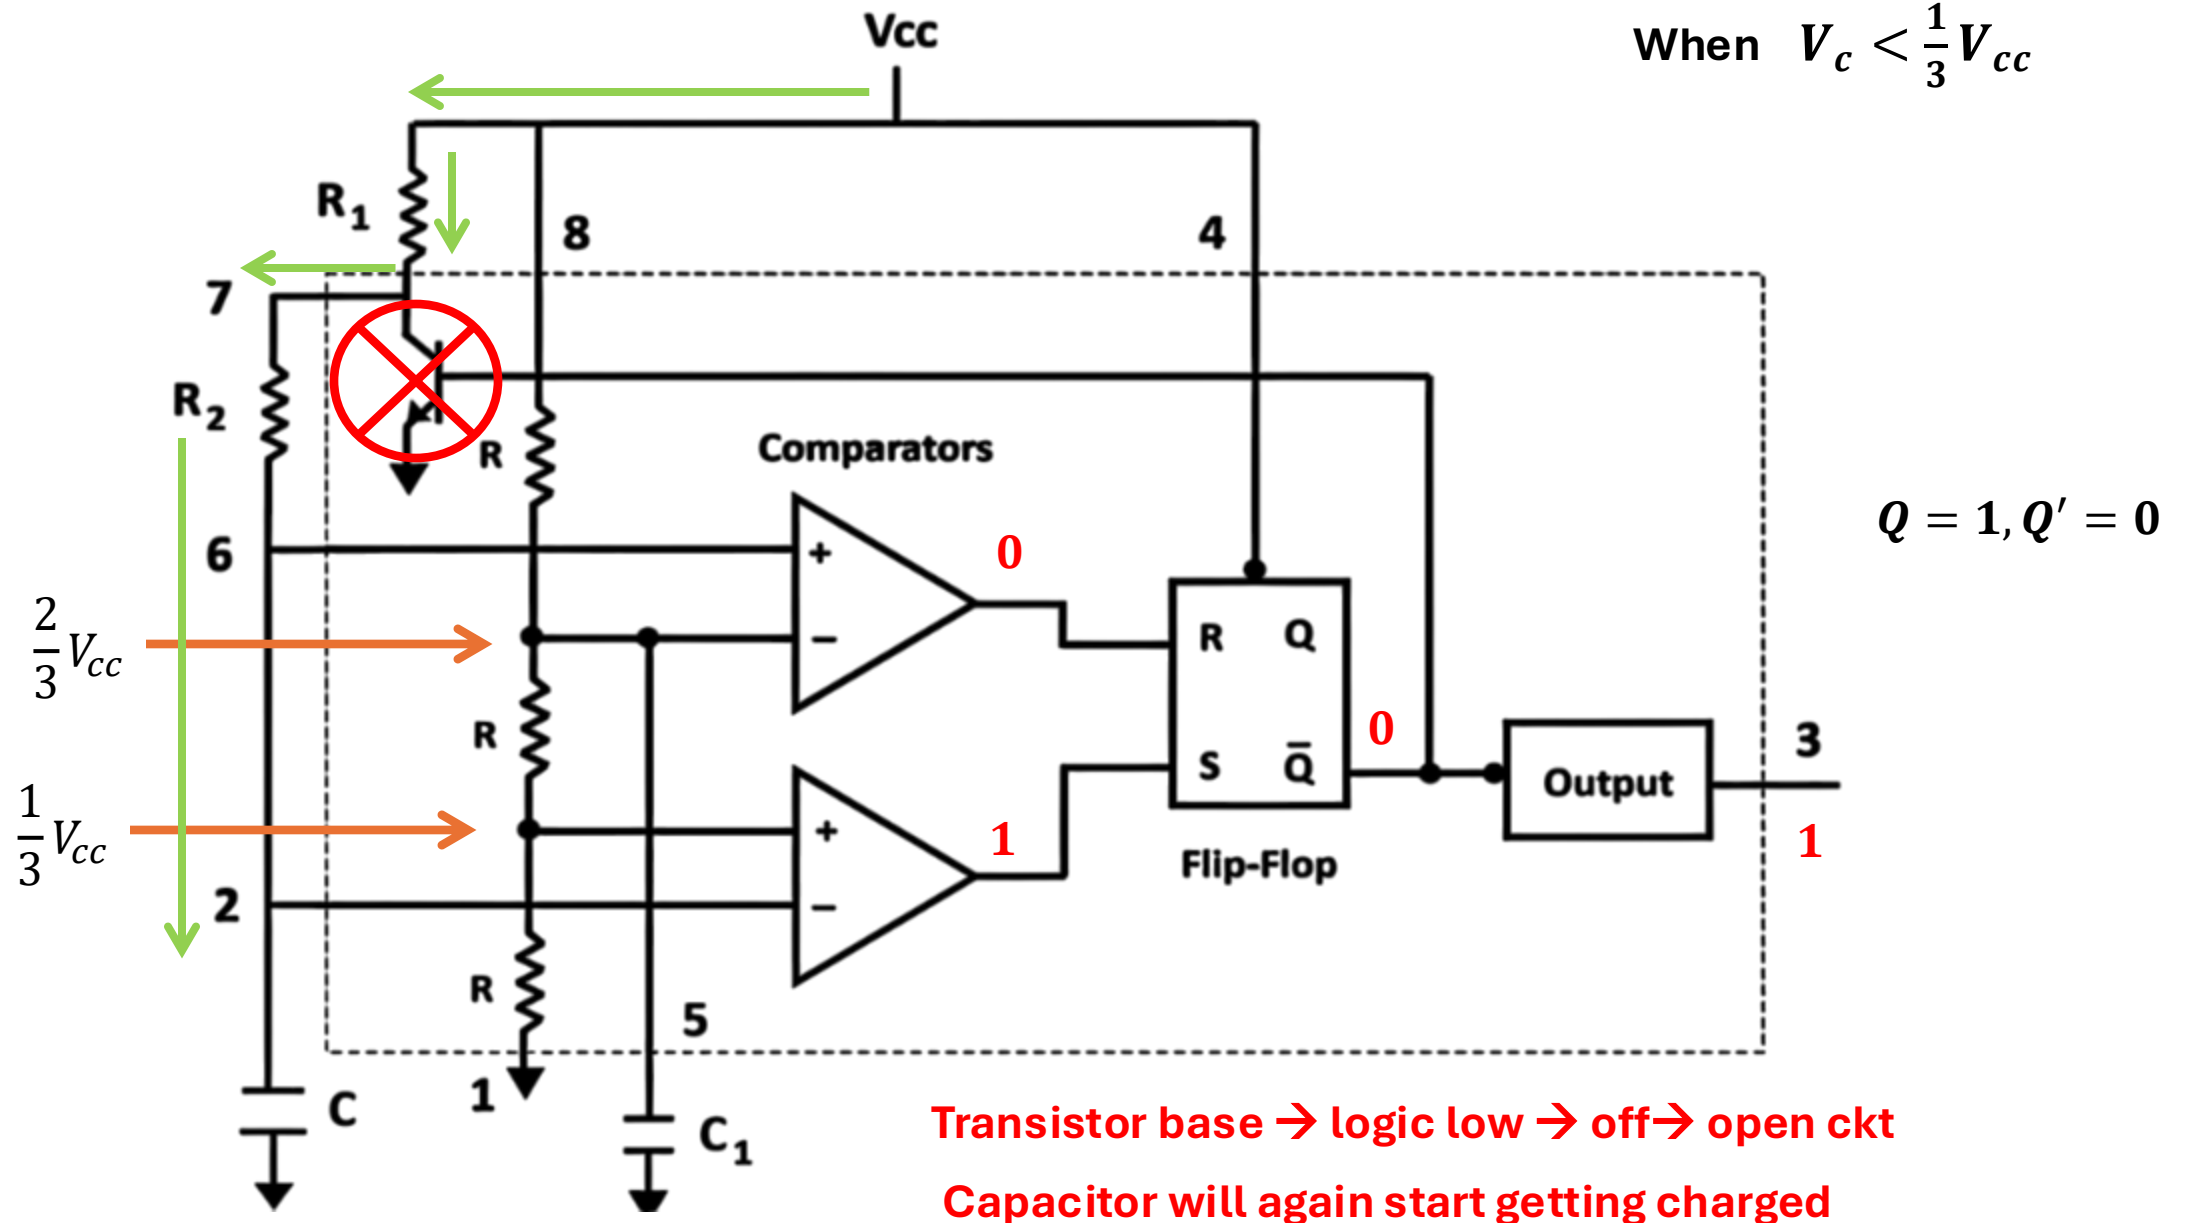 Vcc
When V_c < 1/3 V_cc
R1
8
4
7
R2
R
Comparators
6
+
0
Q = 1, Q′ = 0
2/3 V_cc
−
R Q
R
0
3
S Q̄
Output
1/3 V_cc
+
1
1
Flip-Flop
2
−
R
5
1
C
C1
Transistor base → logic low → off→ open ckt
Capacitor will again start getting charged